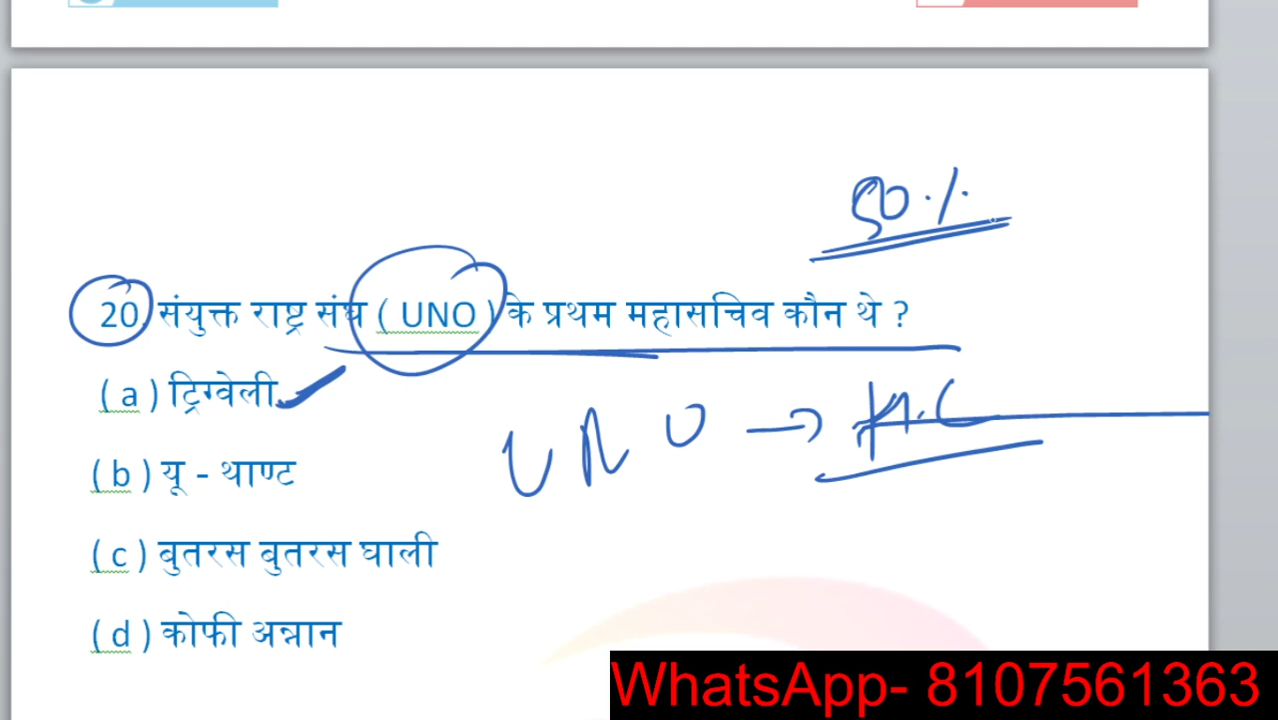 50%
20. संयुक्त राष्ट्र संघ ( UNO ) के प्रथम महासचिव कौन थे ?
( a ) ट्रिग्वेली
UNO →
( b ) यू - थाण्ट
( c ) बुतरस बुतरस घाली
( d ) कोफी अन्नान
WhatsApp- 8107561363